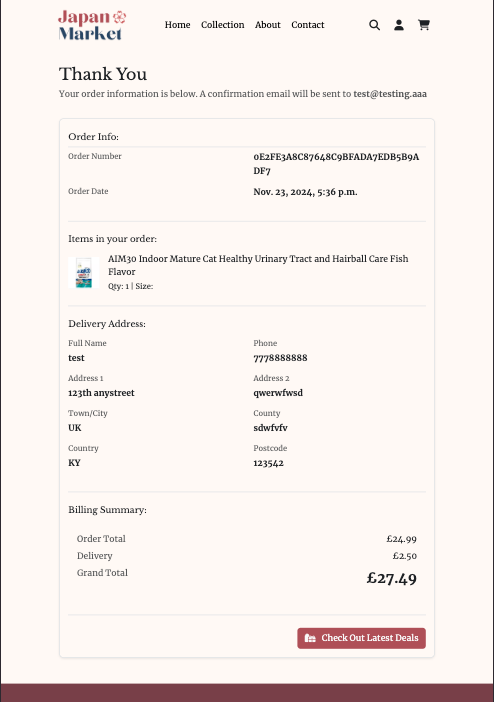 Japan
Market
Home Collection About Contact
Thank You
Your order information is below. A confirmation email will be sent to test@testing.aaa
Order Info:
Order Number
0E2FE3A8C87648C9BFADA7EDB5B9A
DF7
Order Date
Nov. 23, 2024, 5:36 p.m.
Items in your order:
AIM30 Indoor Mature Cat Healthy Urinary Tract and Hairball Care Fish
Flavor
Qty: 1 | Size:
Delivery Address:
Full Name
test
Phone
7778888888
Address 1
123th anystreet
Address 2
qwerwfwsd
Town/City
UK
County
sdwfvfv
Country
KY
Postcode
123542
Billing Summary:
Order Total £24.99
Delivery £2.50
Grand Total £27.49
Check Out Latest Deals